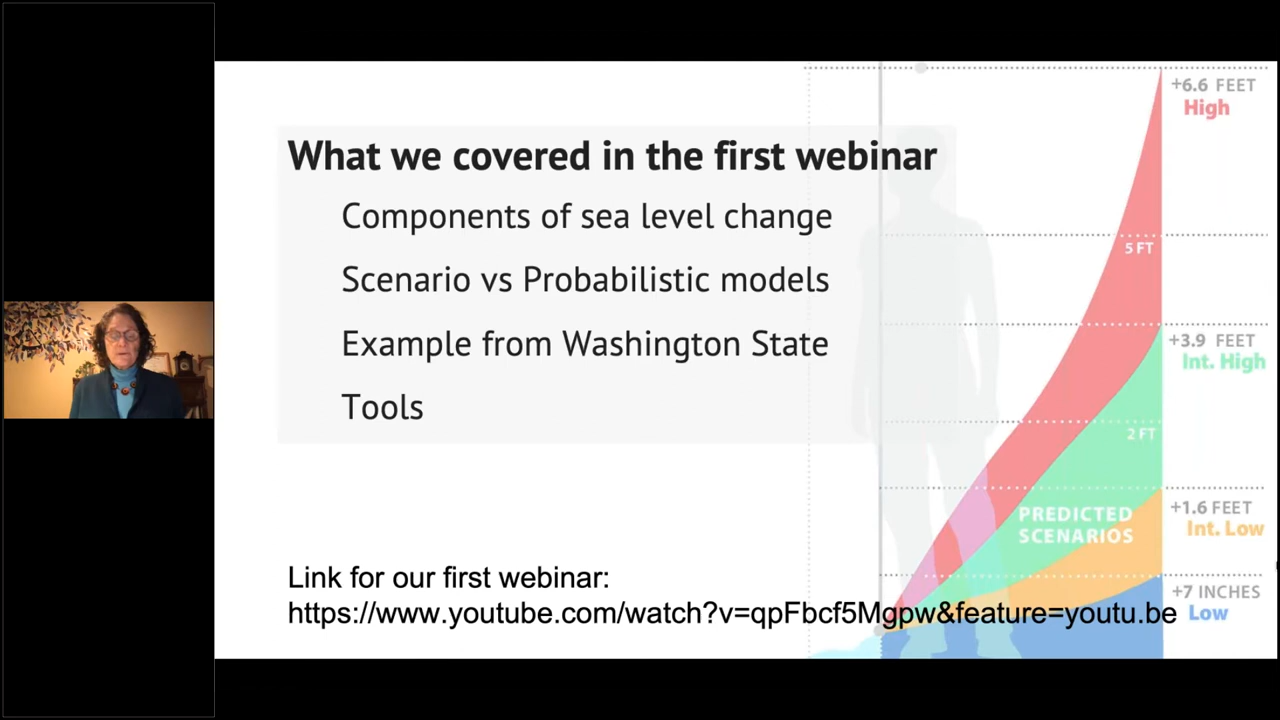 What we covered in the first webinar
Components of sea level change
Scenario vs Probabilistic models
Example from Washington State
Tools
Link for our first webinar:
https://www.youtube.com/watch?v=qpFbcf5Mgpw&feature=youtu.be
+6.6 FEET
High
5 FT
+3.9 FEET
Int. High
2 FT
+1.6 FEET
Int. Low
PREDICTED
SCENARIOS
+7 INCHES
Low